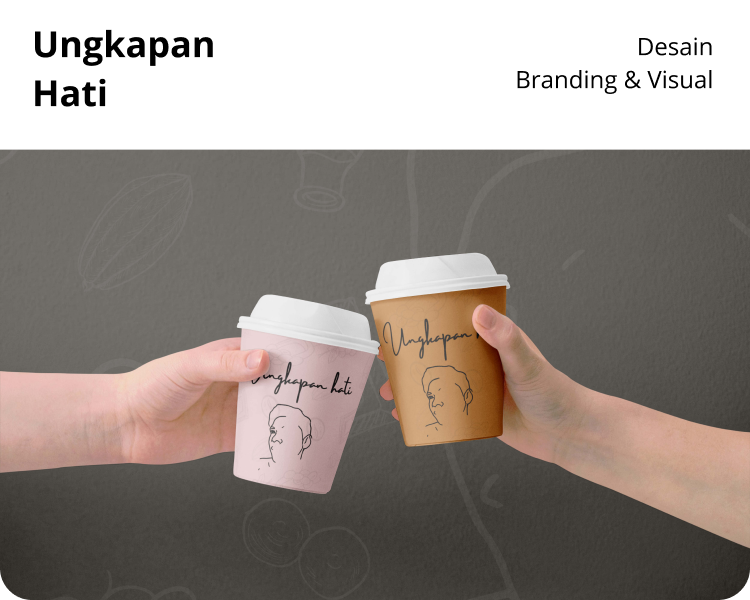 Ungkapan
Hati
Desain
Branding & Visual
Ungkapan hati
Ungkapan